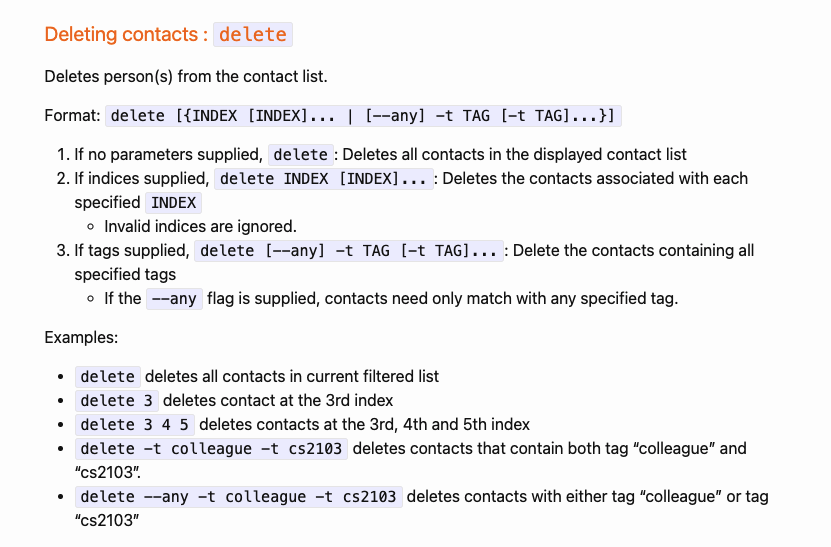 Deleting contacts : delete
Deletes person(s) from the contact list.
Format: delete [{INDEX [INDEX]... | [--any] -t TAG [-t TAG]...}]
1. If no parameters supplied, delete: Deletes all contacts in the displayed contact list
2. If indices supplied, delete INDEX [INDEX]...: Deletes the contacts associated with each
specified INDEX
◦ Invalid indices are ignored.
3. If tags supplied, delete [--any] -t TAG [-t TAG]...: Delete the contacts containing all
specified tags
◦ If the --any flag is supplied, contacts need only match with any specified tag.
Examples:
• delete deletes all contacts in current filtered list
• delete 3 deletes contact at the 3rd index
• delete 3 4 5 deletes contacts at the 3rd, 4th and 5th index
• delete -t colleague -t cs2103 deletes contacts that contain both tag “colleague” and
“cs2103”.
• delete --any -t colleague -t cs2103 deletes contacts with either tag “colleague” or tag
“cs2103”